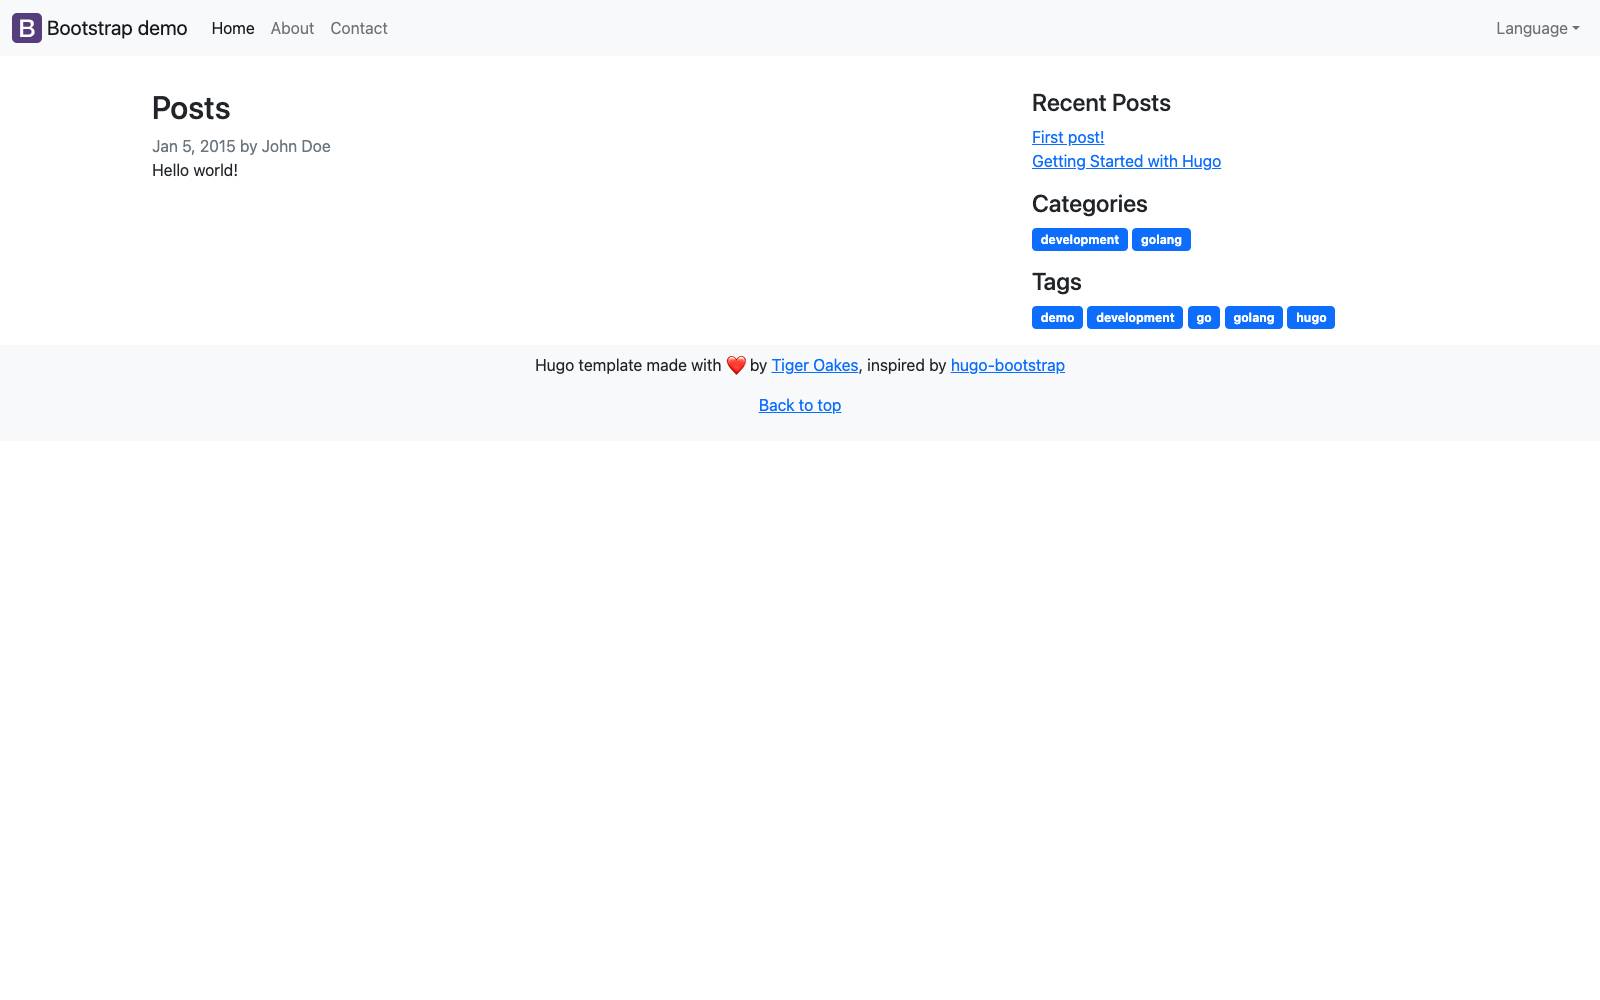 B Bootstrap demo Home About Contact Language
Posts
Jan 5, 2015 by John Doe
Hello world!
Recent Posts
First post!
Getting Started with Hugo
Categories
development golang
Tags
demo development go golang hugo
Hugo template made with ❤️ by Tiger Oakes, inspired by hugo-bootstrap
Back to top